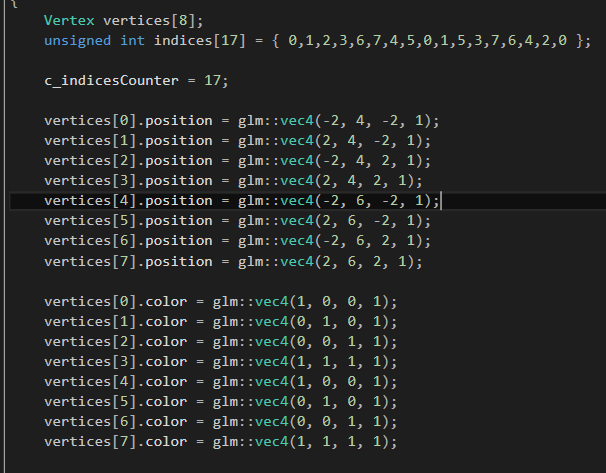 {
Vertex vertices[8];
unsigned int indices[17] = { 0,1,2,3,6,7,4,5,0,1,5,3,7,6,4,2,0 };
c_indicesCounter = 17;
vertices[0].position = glm::vec4(-2, 4, -2, 1);
vertices[1].position = glm::vec4(2, 4, -2, 1);
vertices[2].position = glm::vec4(-2, 4, 2, 1);
vertices[3].position = glm::vec4(2, 4, 2, 1);
vertices[4].position = glm::vec4(-2, 6, -2, 1);
vertices[5].position = glm::vec4(2, 6, -2, 1);
vertices[6].position = glm::vec4(-2, 6, 2, 1);
vertices[7].position = glm::vec4(2, 6, 2, 1);
vertices[0].color = glm::vec4(1, 0, 0, 1);
vertices[1].color = glm::vec4(0, 1, 0, 1);
vertices[2].color = glm::vec4(0, 0, 1, 1);
vertices[3].color = glm::vec4(1, 1, 1, 1);
vertices[4].color = glm::vec4(1, 0, 0, 1);
vertices[5].color = glm::vec4(0, 1, 0, 1);
vertices[6].color = glm::vec4(0, 0, 1, 1);
vertices[7].color = glm::vec4(1, 1, 1, 1);